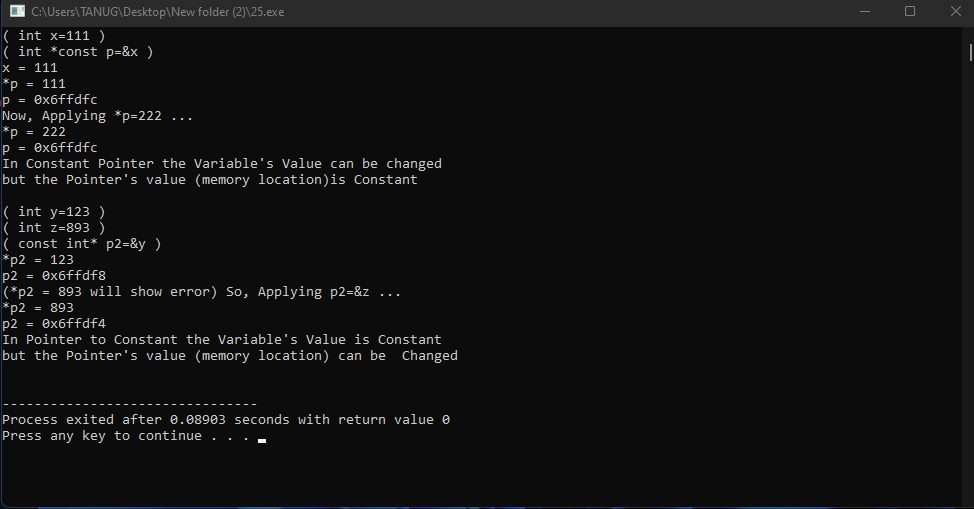 C:\Users\TANUG\Desktop\New folder (2)\25.exe
( int x=111 )
( int *const p=&x )
x = 111
*p = 111
p = 0x6ffdfc
Now, Applying *p=222 ...
*p = 222
p = 0x6ffdfc
In Constant Pointer the Variable's Value can be changed
but the Pointer's value (memory location)is Constant
( int y=123 )
( int z=893 )
( const int* p2=&y )
*p2 = 123
p2 = 0x6ffdf8
(*p2 = 893 will show error) So, Applying p2=&z ...
*p2 = 893
p2 = 0x6ffdf4
In Pointer to Constant the Variable's Value is Constant
but the Pointer's value (memory location) can be  Changed
--------------------------------
Process exited after 0.08903 seconds with return value 0
Press any key to continue . . .